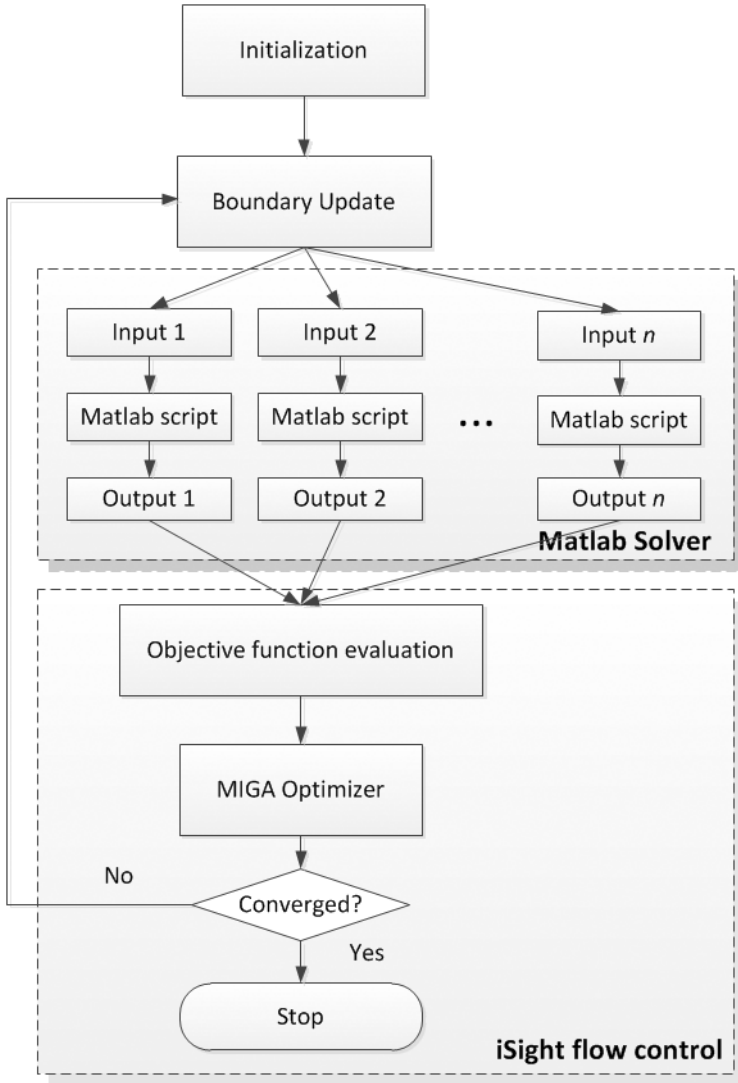 Initialization
Boundary Update
Input 1
Input 2
Input n
Matlab script
Matlab script
...
Matlab script
Output 1
Output 2
Output n
Matlab Solver
Objective function evaluation
MIGA Optimizer
No
Converged?
Yes
Stop
iSight flow control